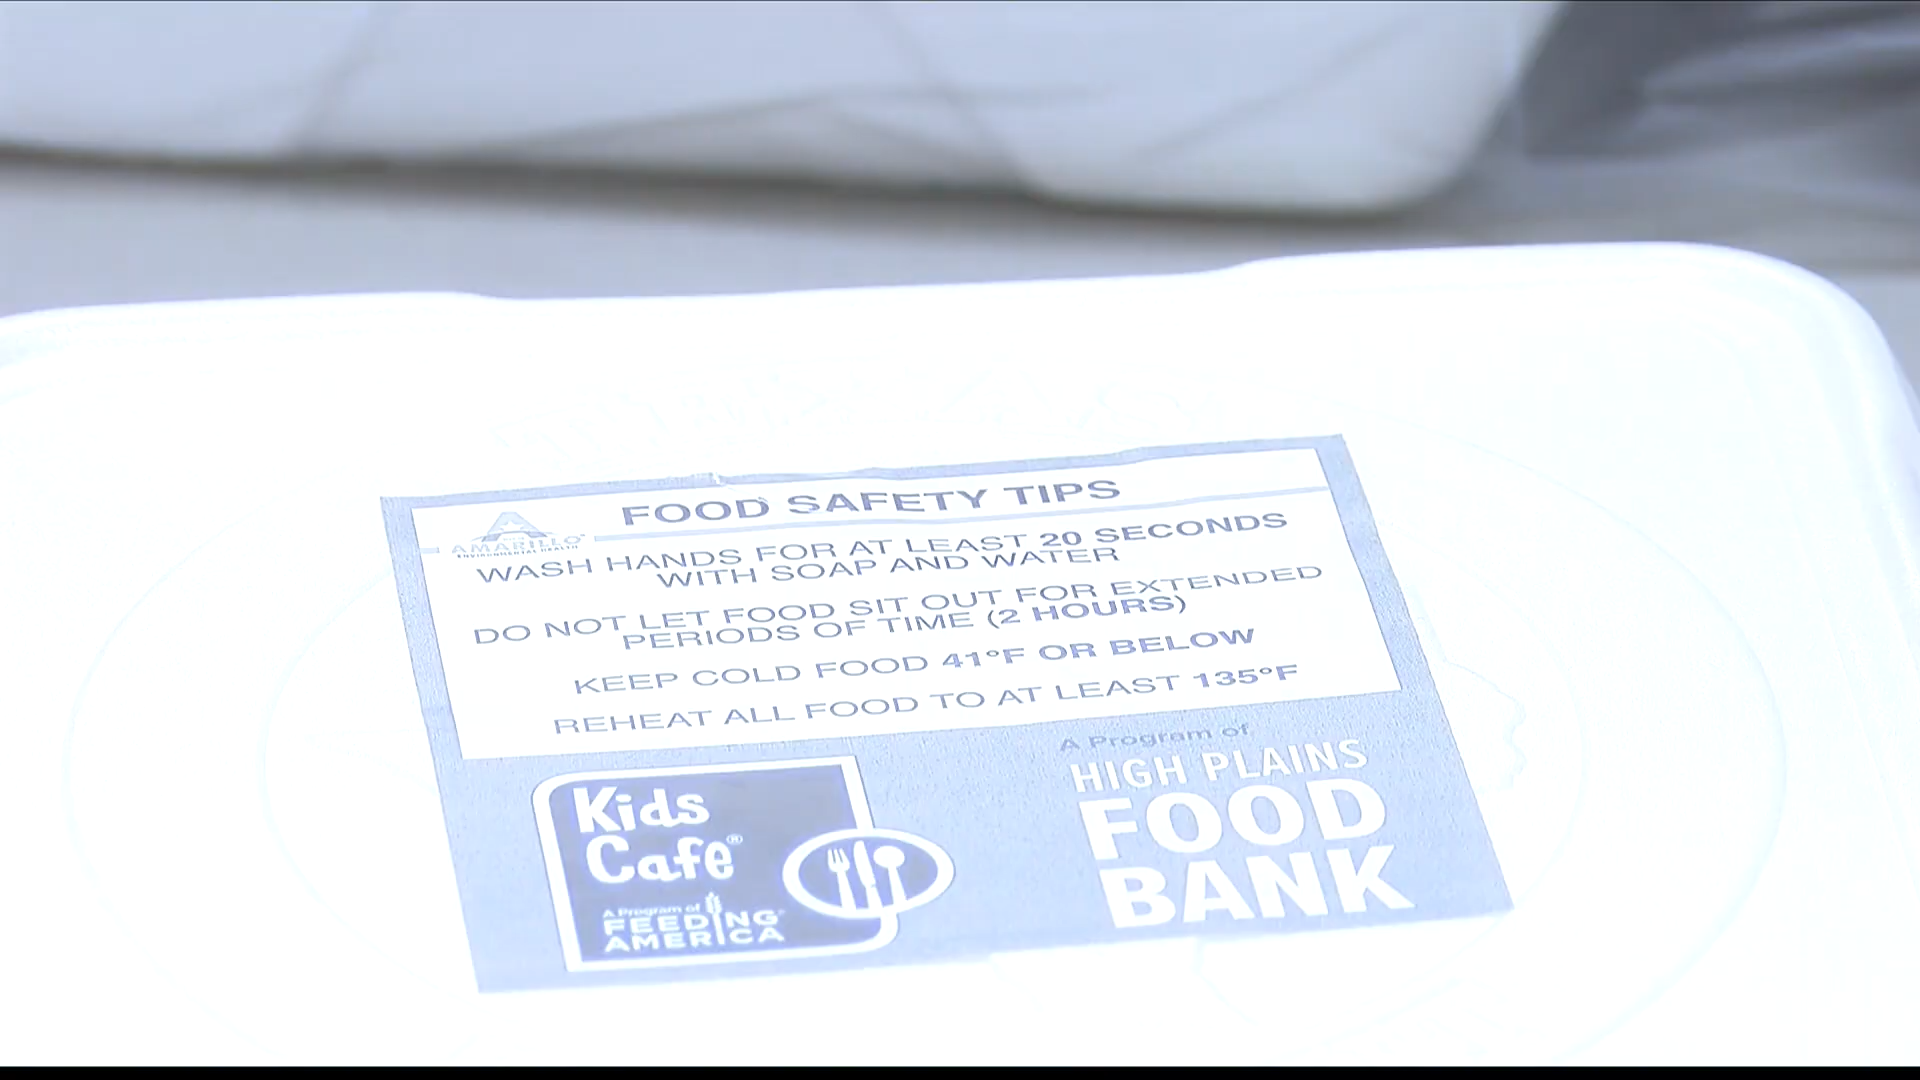 FOOD SAFETY TIPS
AMARILLO
ENVIRONMENTAL HEALTH
WASH HANDS FOR AT LEAST 20 SECONDS
WITH SOAP AND WATER
DO NOT LET FOOD SIT OUT FOR EXTENDED
PERIODS OF TIME (2 HOURS)
KEEP COLD FOOD 41°F OR BELOW
REHEAT ALL FOOD TO AT LEAST 135°F
Kids
Cafe®
A Program of
FEEDING
AMERICA
A Program of
HIGH PLAINS
FOOD
BANK